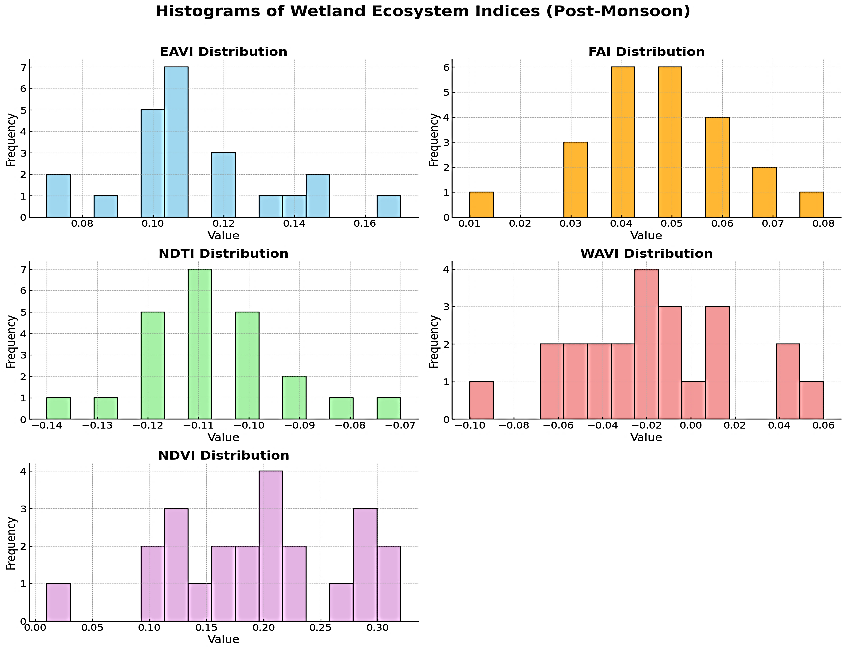 Histograms of Wetland Ecosystem Indices (Post-Monsoon)
EAVI Distribution
7
6
5
4
3
2
1
0
Frequency
0.08 0.10 0.12 0.14 0.16
Value
FAI Distribution
6
5
4
3
2
1
0
Frequency
0.01 0.02 0.03 0.04 0.05 0.06 0.07 0.08
Value
NDTI Distribution
7
6
5
4
3
2
1
0
Frequency
−0.14 −0.13 −0.12 −0.11 −0.10 −0.09 −0.08 −0.07
Value
WAVI Distribution
4
3
2
1
0
Frequency
−0.10 −0.08 −0.06 −0.04 −0.02 0.00 0.02 0.04 0.06
Value
NDVI Distribution
4
3
2
1
0
Frequency
0.00 0.05 0.10 0.15 0.20 0.25 0.30
Value